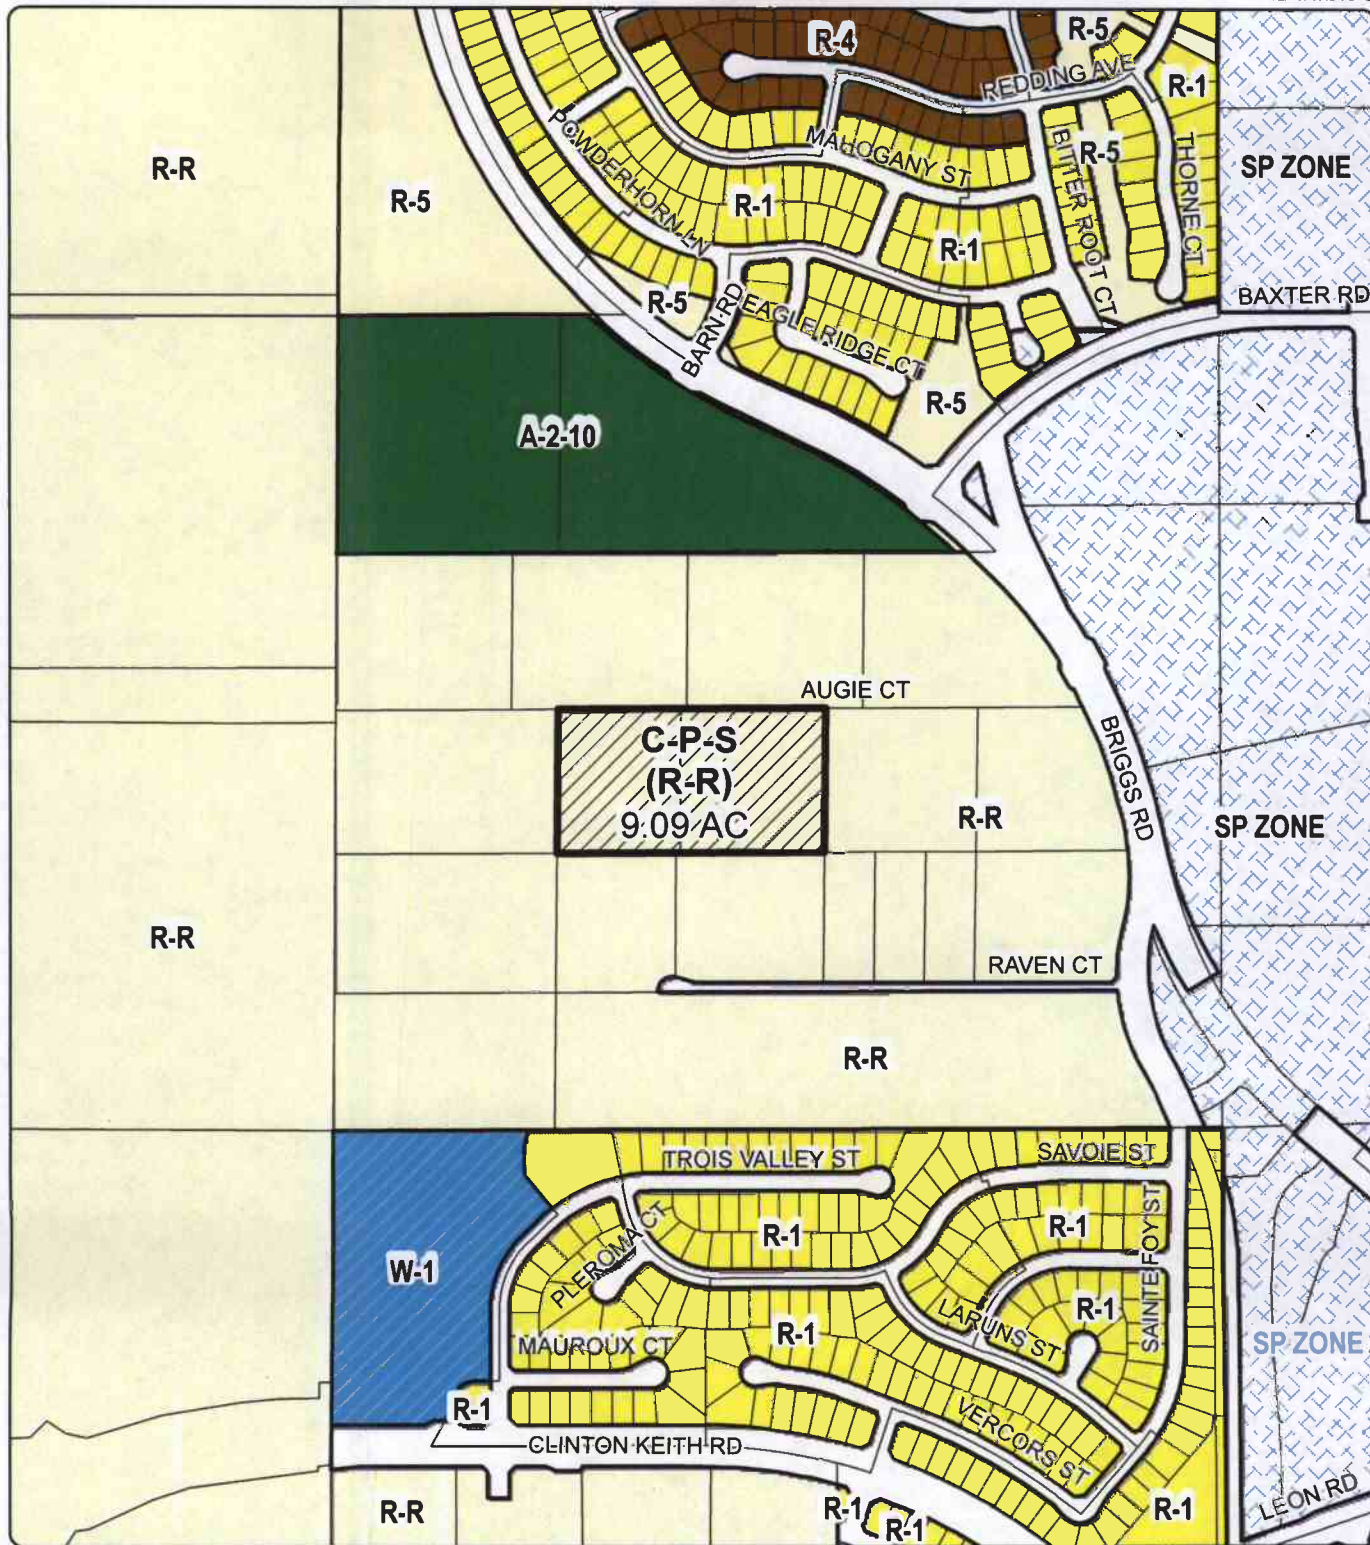 R-4
R-5
REDDING AVE
R-1
R-R
R-5
POWDERHORN LN
MAHOGANY ST
R-1
R-1
BITTER ROOT CT
R-5
THORNE CT
SP ZONE
BAXTER RD
R-5
BARN RD
EAGLE RIDGE CT
R-5
A-2-10
AUGIE CT
C-P-S
(R-R)
9.09 AC
R-R
BRIGGS RD
SP ZONE
R-R
RAVEN CT
R-R
TROIS VALLEY ST
SAVOIE ST
R-1
R-1
SAINTE FOY ST
PLEROMA CT
W-1
LARUNS ST
R-1
MAUROUX CT
R-1
SP ZONE
R-1
VERCORS ST
CLINTON KEITH RD
R-R
R-1
R-1
R-1
LEON RD